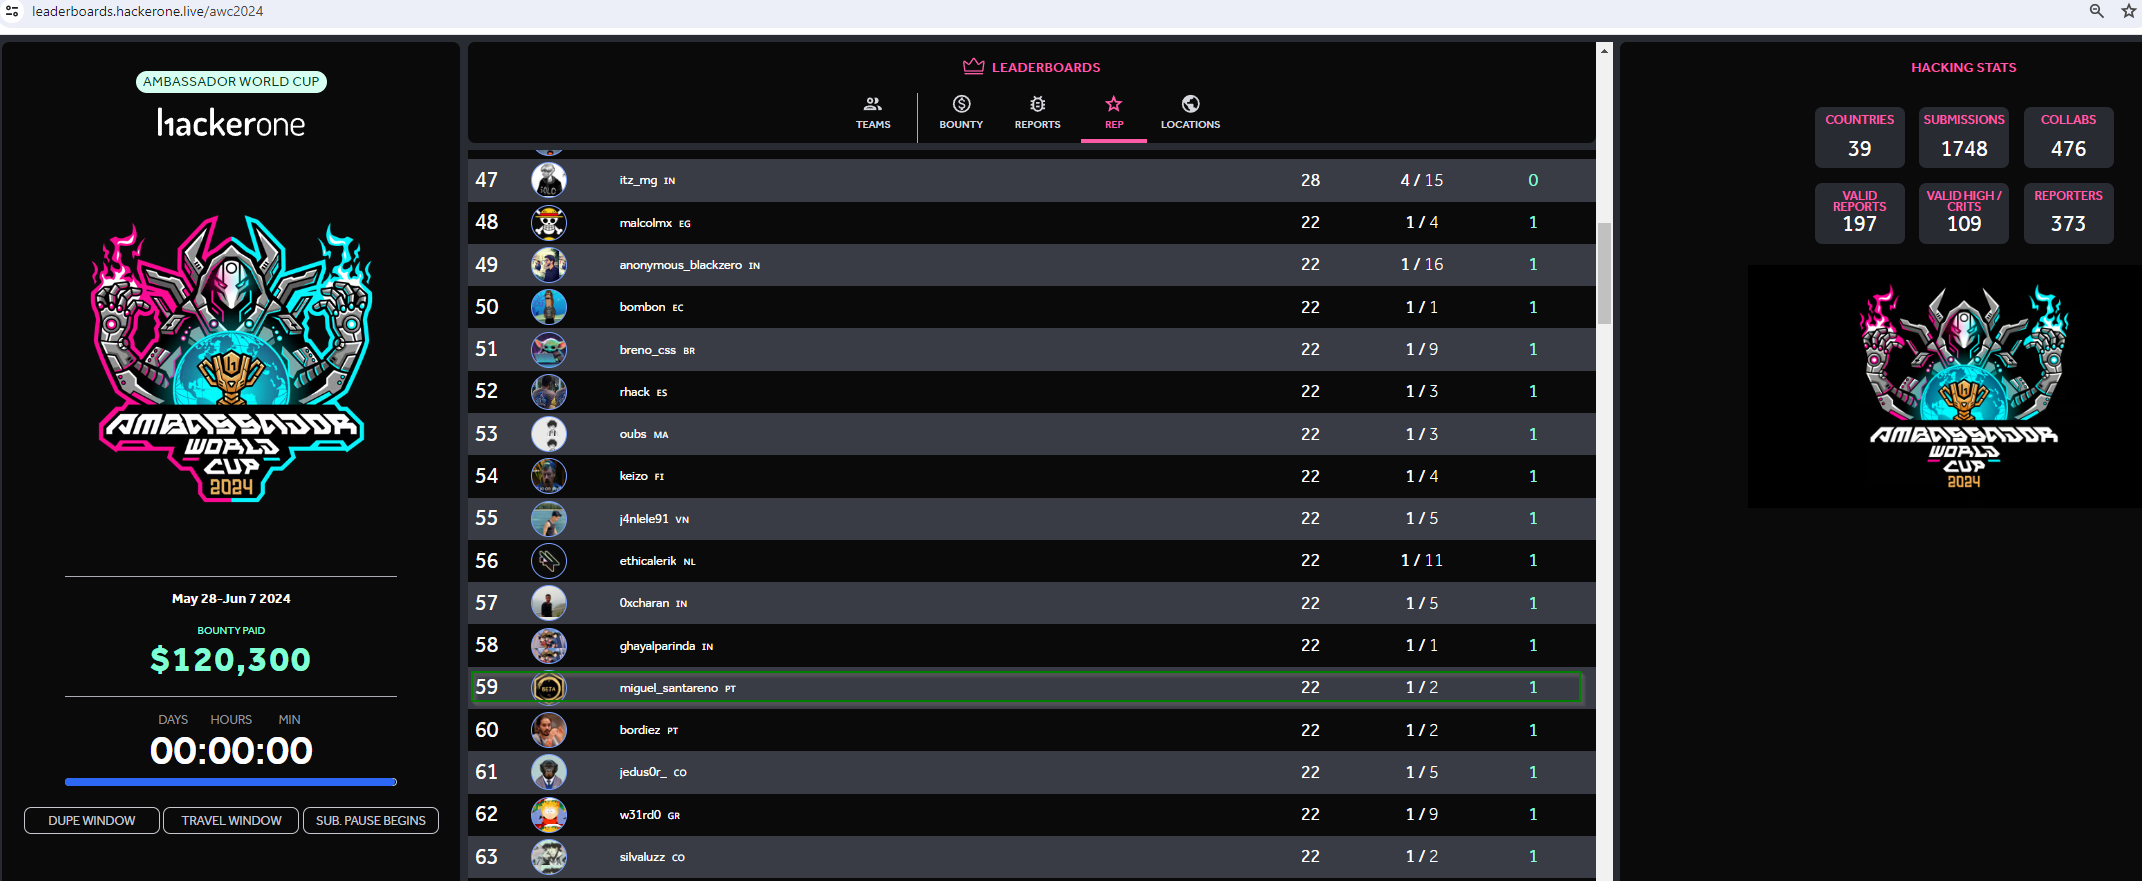 leaderboards.hackerone.live/awc2024
AMBASSADOR WORLD CUP
hackerone
AMBASSADOR
WORLD
CUP
2024
May 28-Jun 7 2024
BOUNTY PAID
$120,300
DAYS HOURS MIN
00:00:00
DUPE WINDOW TRAVEL WINDOW SUB. PAUSE BEGINS
LEADERBOARDS
TEAMS BOUNTY REPORTS REP LOCATIONS
47 itz_mg IN 28 4 / 15 0
48 malcolmx EG 22 1 / 4 1
49 anonymous_blackzero IN 22 1 / 16 1
50 bombon EC 22 1 / 1 1
51 breno_css BR 22 1 / 9 1
52 rhack ES 22 1 / 3 1
53 oubs MA 22 1 / 3 1
54 keizo FI 22 1 / 4 1
55 j4nlele91 VN 22 1 / 5 1
56 ethicalerik NL 22 1 / 11 1
57 0xcharan IN 22 1 / 5 1
58 ghayalparinda IN 22 1 / 1 1
59 BETA miguel_santareno PT 22 1 / 2 1
60 bordiez PT 22 1 / 2 1
61 jedus0r_ CO 22 1 / 5 1
62 w31rd0 GR 22 1 / 9 1
63 silvaluzz CO 22 1 / 2 1
HACKING STATS
COUNTRIES SUBMISSIONS COLLABS
39 1748 476
VALID REPORTS VALID HIGH / CRITS REPORTERS
197 109 373
AMBASSADOR
WORLD
CUP
2024